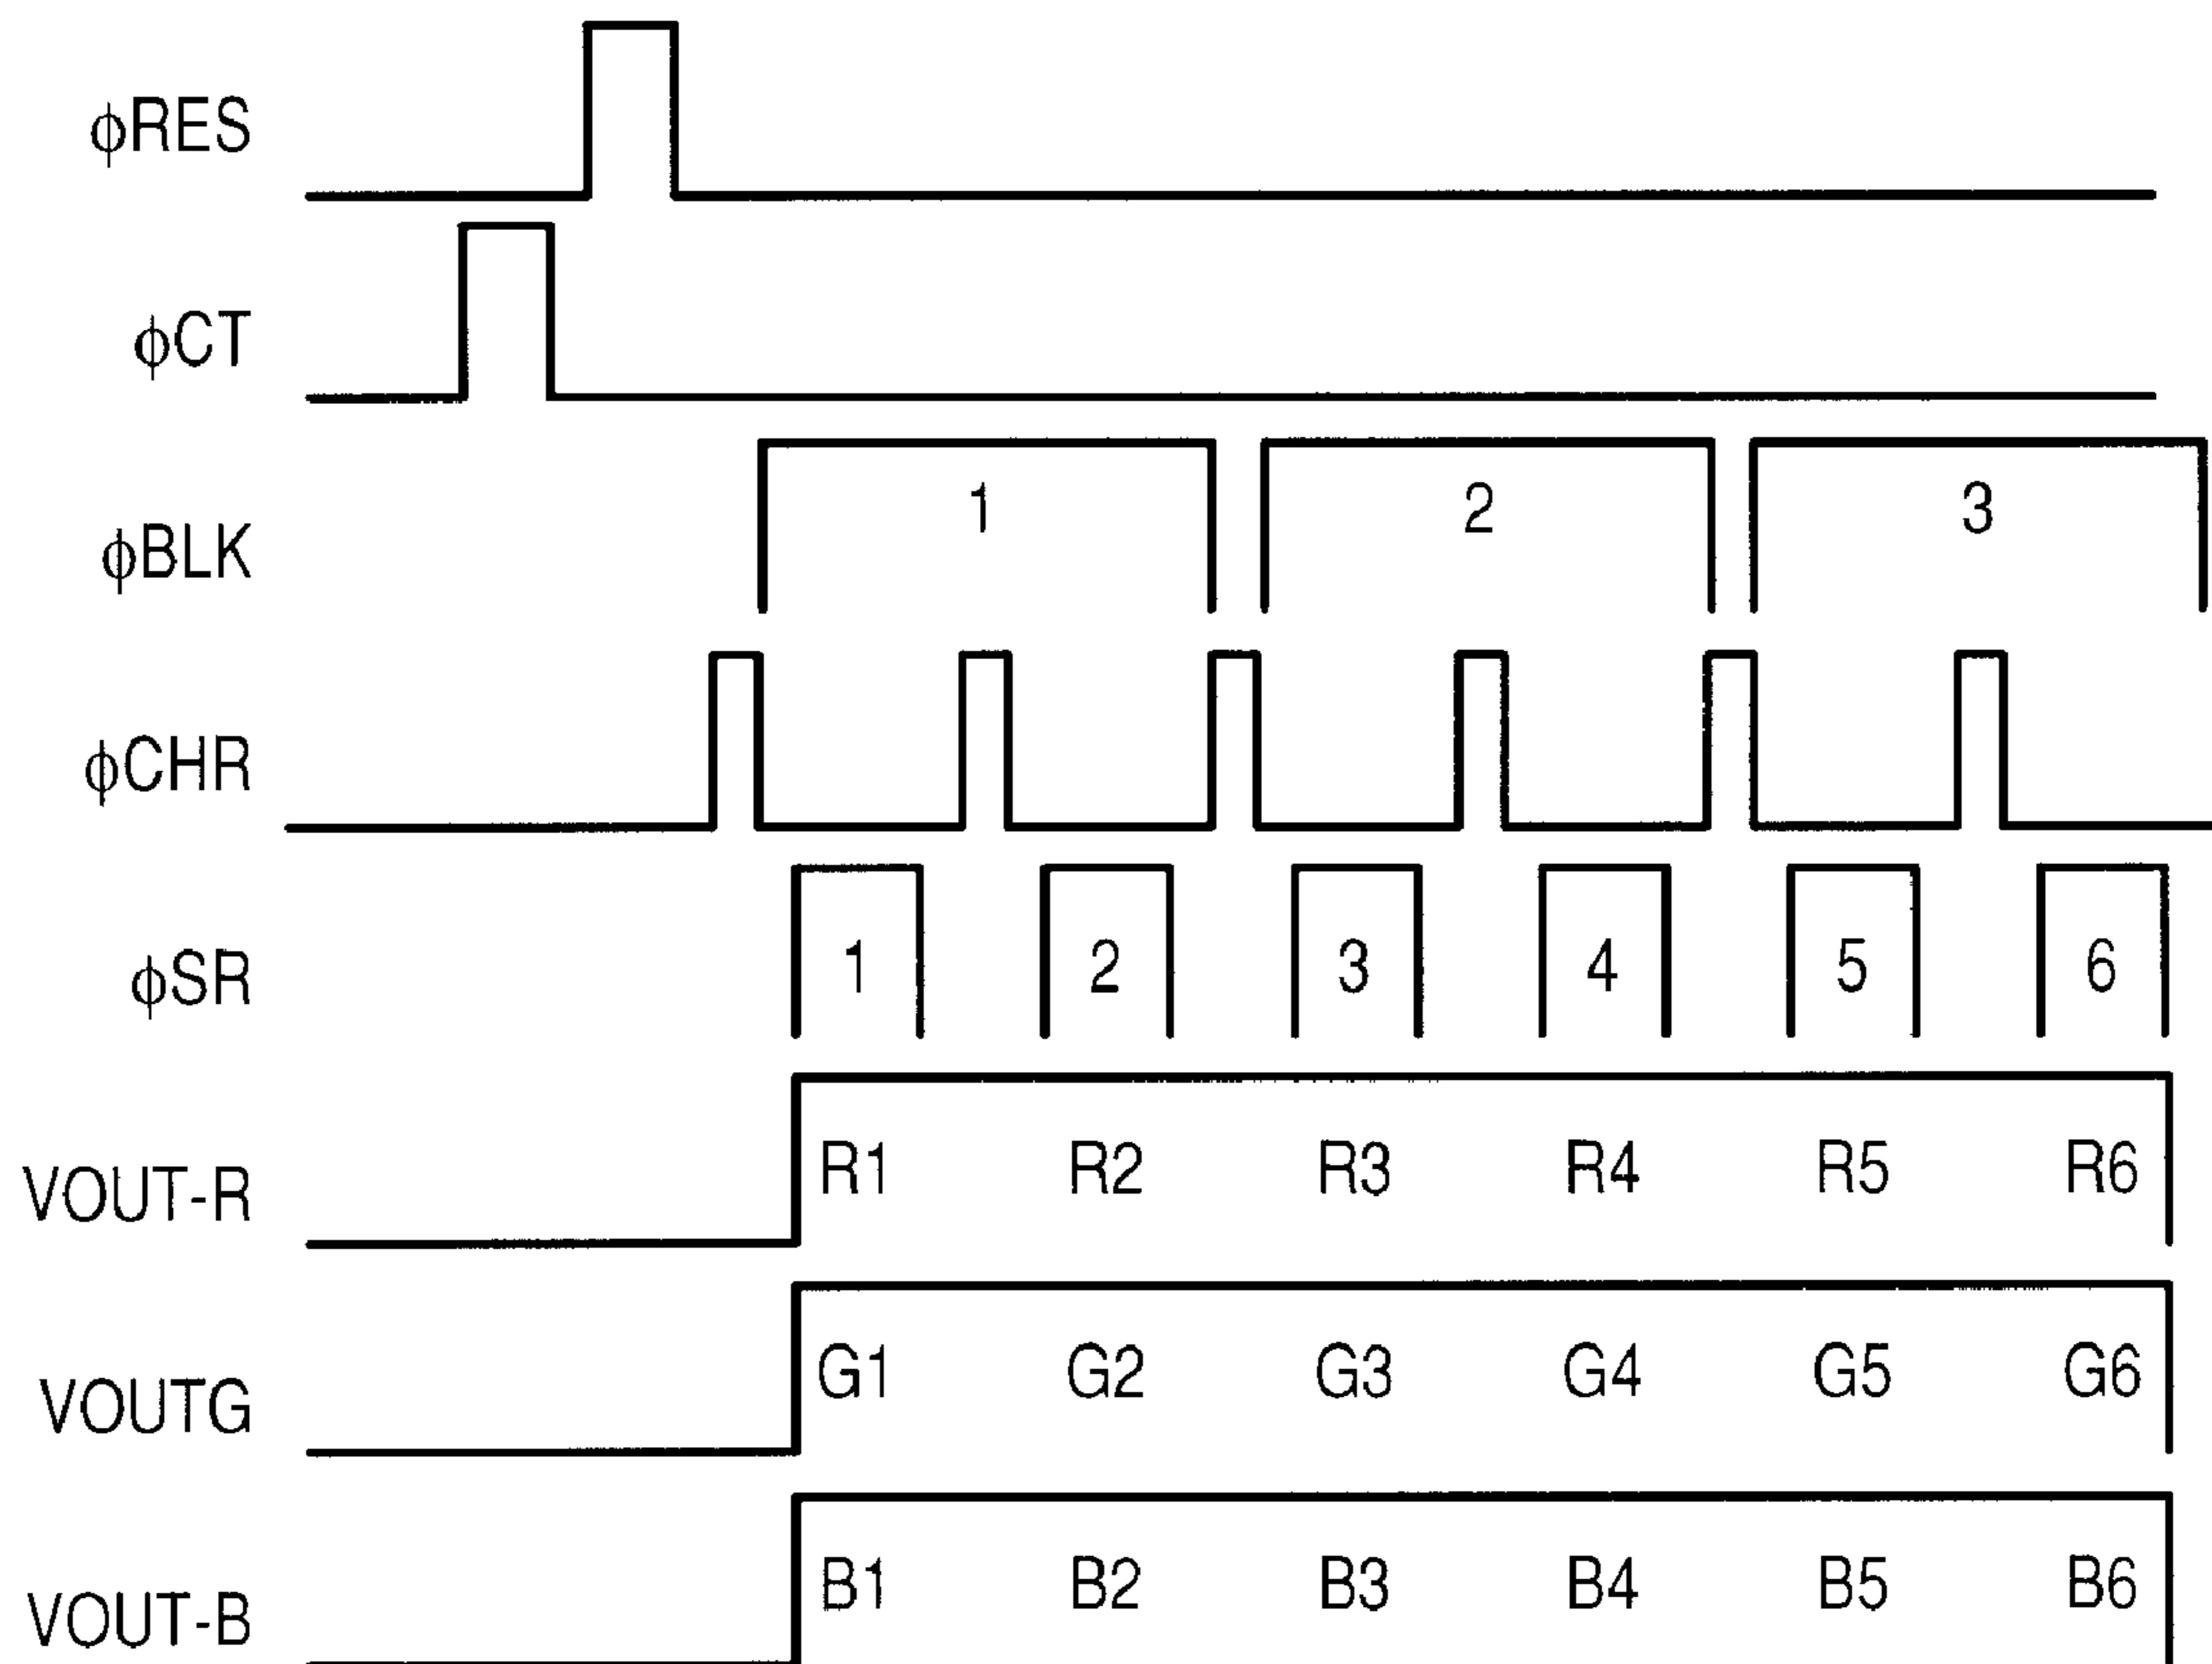 ϕRES
ϕCT
ϕBLK 1 2 3
ϕCHR
ϕSR 1 2 3 4 5 6
VOUT-R R1 R2 R3 R4 R5 R6
VOUTG G1 G2 G3 G4 G5 G6
VOUT-B B1 B2 B3 B4 B5 B6